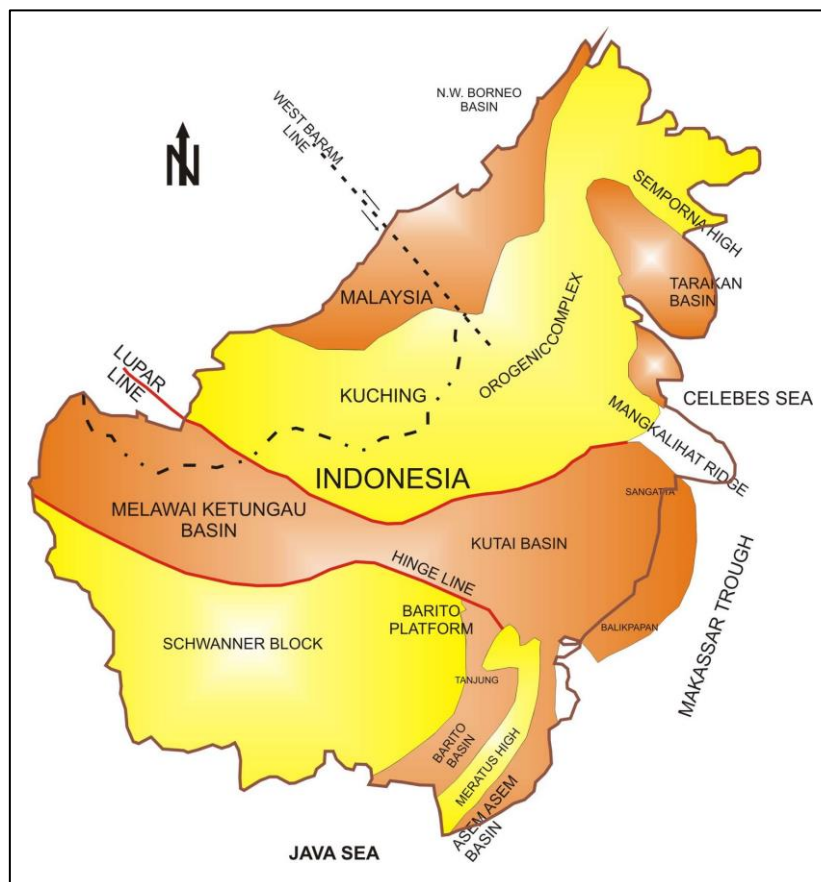 N.W. BORNEO
BASIN
WEST BARAM
LINE
N
SEMPORNA HIGH
TARAKAN
BASIN
MALAYSIA
OROGENICCOMPLEX
LUPAR
LINE
KUCHING
CELEBES SEA
MANGKALIHAT RIDGE
INDONESIA
SANGATTA
MELAWAI KETUNGAU
BASIN
KUTAI BASIN
HINGE LINE
MAKASSAR TROUGH
BARITO
PLATFORM
BALIKPAPAN
SCHWANNER BLOCK
TANJUNG
BARITO
BASIN
MERATUS HIGH
ASEM ASEM
BASIN
JAVA SEA